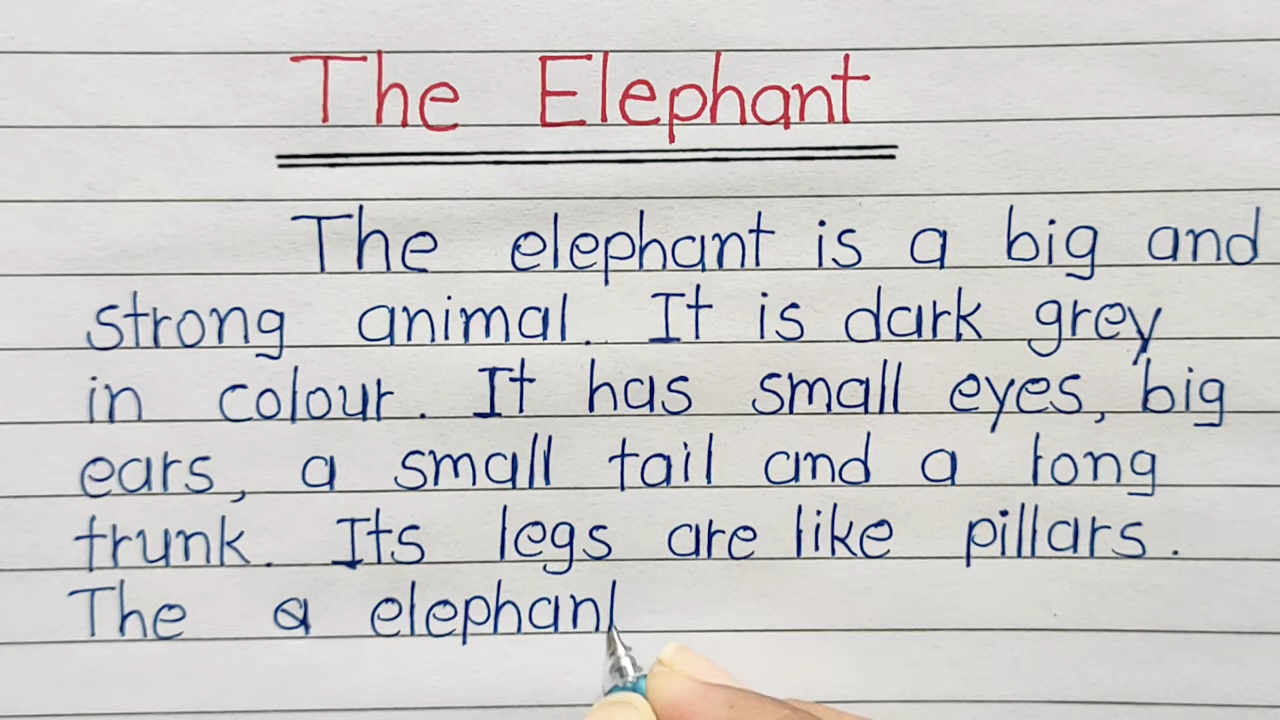 The Elephant
The elephant is a big and
strong animal. It is dark grey
in colour. It has small eyes, big
ears, a small tail and a long
trunk. Its legs are like pillars.
The a elephan